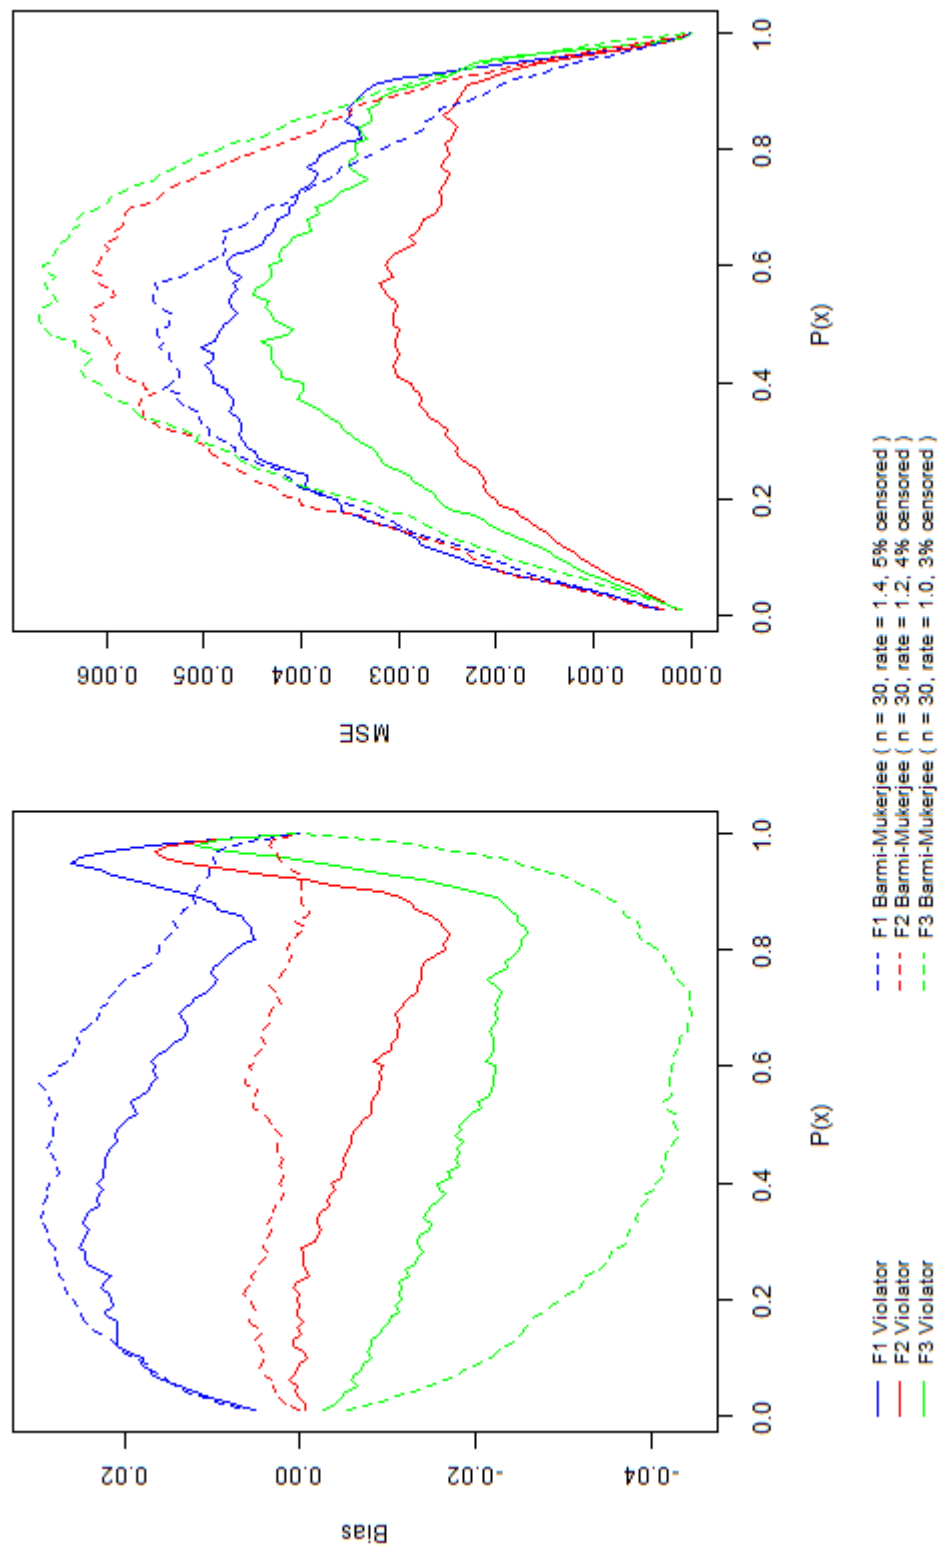 Bias
-0.04
-0.02
0.00
0.02
0.0
0.2
0.4
0.6
0.8
1.0
P(x)
MSE
0.000
0.001
0.002
0.003
0.004
0.005
0.006
0.0
0.2
0.4
0.6
0.8
1.0
P(x)
F1 Violator
F2 Violator
F3 Violator
F1 Barmi-Mukerjee ( n = 30, rate = 1.4, 5% censored )
F2 Barmi-Mukerjee ( n = 30, rate = 1.2, 4% censored )
F3 Barmi-Mukerjee ( n = 30, rate = 1.0, 3% censored )